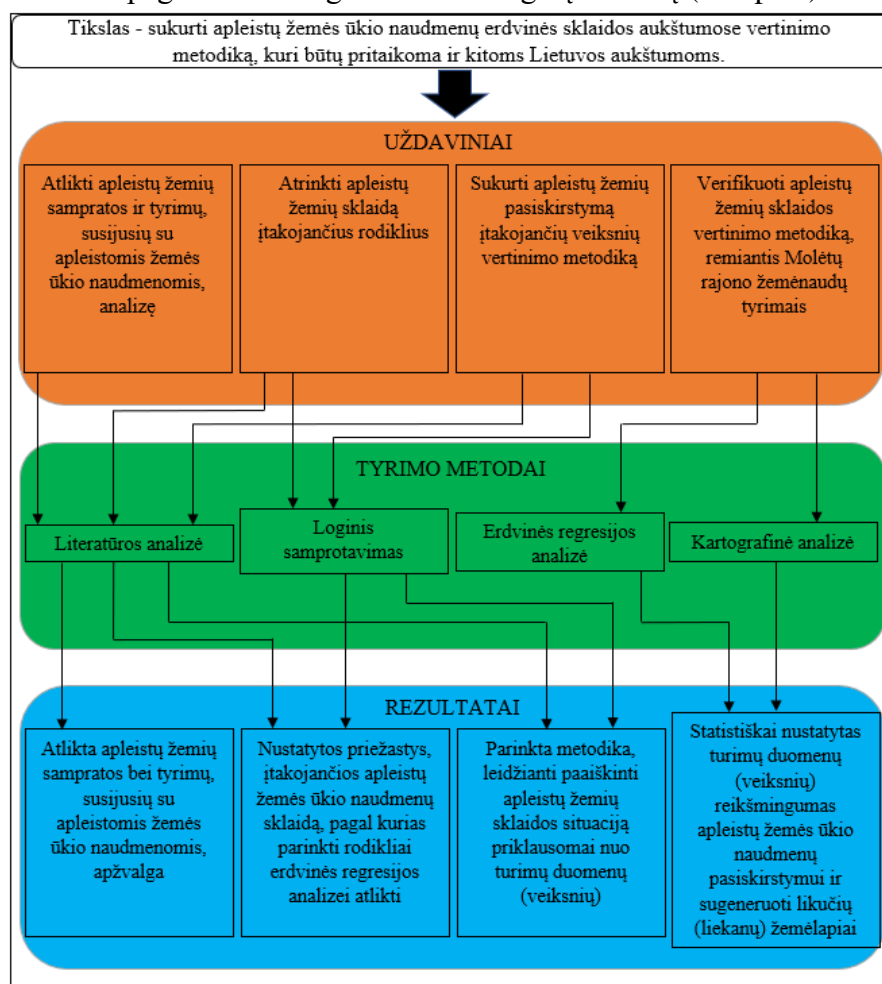 Tikslas - sukurti apleistų žemės ūkio naudmenų erdvinės sklaidos aukštumose vertinimo
metodiką, kuri būtų pritaikoma ir kitoms Lietuvos aukštumoms.
UŽDAVINIAI
Atlikti apleistų žemių
sampratos ir tyrimų,
susijusių su
apleistomis žemės
ūkio naudmenomis,
analizę
Atrinkti apleistų
žemių sklaidą
įtakojančius rodiklius
Sukurti apleistų žemių
pasiskirstymą
įtakojančių veiksnių
vertinimo metodiką
Verifikuoti apleistų
žemių sklaidos
vertinimo metodiką,
remiantis Molėtų
rajono žemėnaudų
tyrimais
TYRIMO METODAI
Literatūros analizė
Loginis
samprotavimas
Erdvinės regresijos
analizė
Kartografinė analizė
REZULTATAI
Atlikta apleistų žemių
sampratos bei tyrimų,
susijusių su
apleistomis žemės
ūkio naudmenomis,
apžvalga
Nustatytos priežastys,
įtakojančios apleistų
žemės ūkio naudmenų
sklaidą, pagal kurias
parinkti rodikliai
erdvinės regresijos
analizei atlikti
Parinkta metodika,
leidžianti paaiškinti
apleistų žemių
sklaidos situaciją
priklausomai nuo
turimų duomenų
(veiksnių)
Statistiškai nustatytas
turimų duomenų
(veiksnių)
reikšmingumas
apleistų žemės ūkio
naudmenų
pasiskirstymui ir
sugeneruoti likučių
(liekanų) žemėlapiai